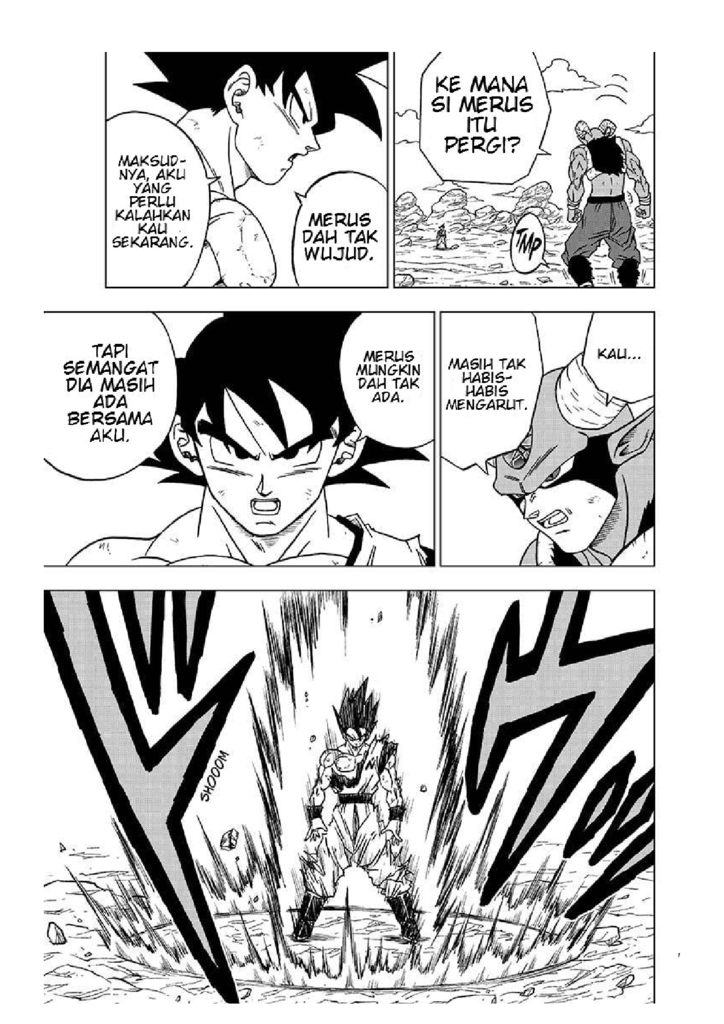 KE MANA
SI MERUS
ITU
PERGI?
TMP
MERUS
DAH TAK
WUJUD.
MAKSUD-
NYA, AKU
YANG
PERLU
KALAHKAN
KAU
SEKARANG.
KAU...
MASIH TAK
HABIS-
HABIS
MENGARUT.
MERUS
MUNGKIN
DAH TAK
ADA.
TAPI
SEMANGAT
DIA MASIH
ADA
BERSAMA
AKU.
SHOOOM